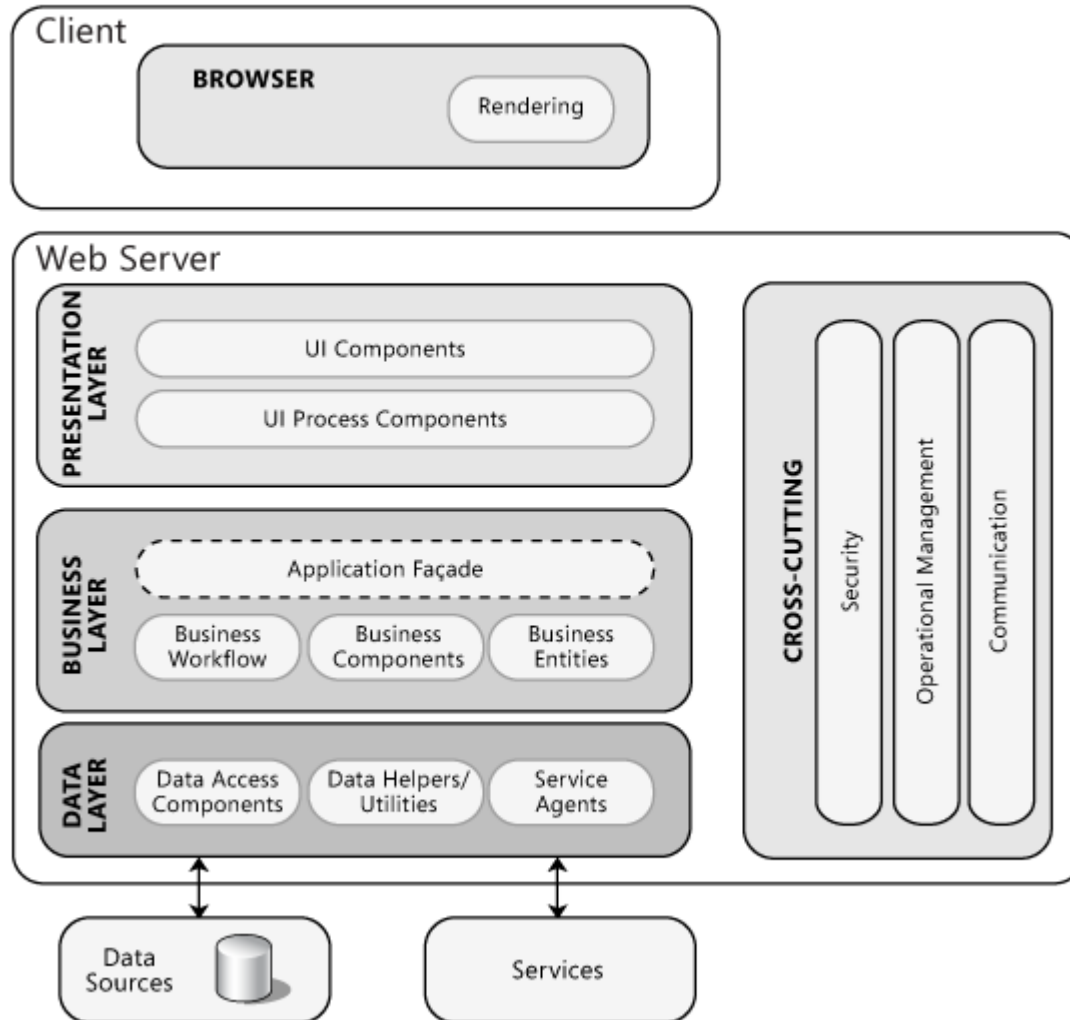 Client
BROWSER
Rendering
Web Server
PRESENTATION
LAYER
UI Components
UI Process Components
BUSINESS
LAYER
Application Façade
Business
Workflow
Business
Components
Business
Entities
DATA
LAYER
Data Access
Components
Data Helpers/
Utilities
Service
Agents
CROSS-CUTTING
Security
Operational Management
Communication
Data
Sources
Services